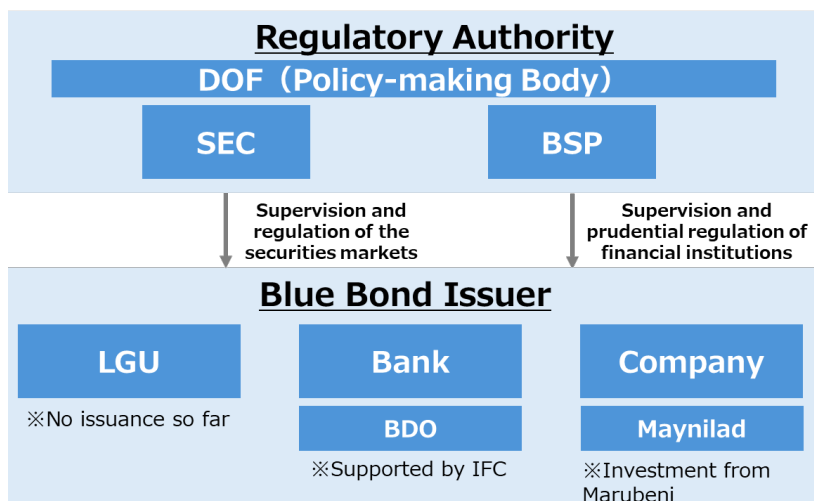 Regulatory Authority
DOF（Policy-making Body）
SEC
BSP
Supervision and
regulation of the
securities markets
Supervision and
prudential regulation of
financial institutions
Blue Bond Issuer
LGU
Bank
Company
※No issuance so far
BDO
Maynilad
※Supported by IFC
※Investment from
Marubeni